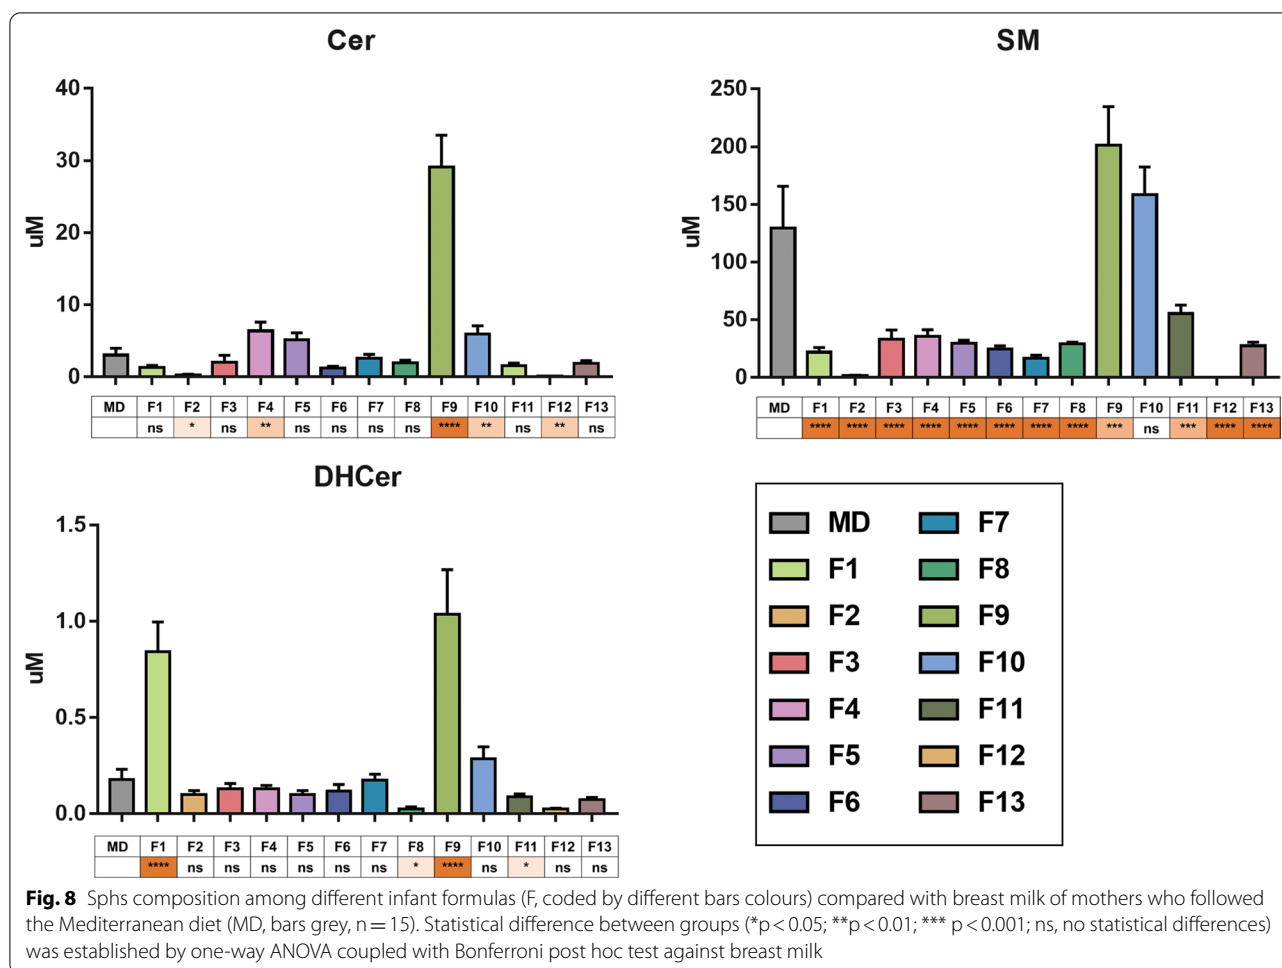 Cer
40
30
20
10
0
uM
MD F1 F2 F3 F4 F5 F6 F7 F8 F9 F10 F11 F12 F13
ns * ns ** ns ns ns ns **** ** ns ** ns
SM
250
200
150
100
50
0
uM
MD F1 F2 F3 F4 F5 F6 F7 F8 F9 F10 F11 F12 F13
**** **** **** **** **** **** **** **** *** ns *** **** ****
DHCer
1.5
1.0
0.5
0.0
uM
MD F1 F2 F3 F4 F5 F6 F7 F8 F9 F10 F11 F12 F13
**** ns ns ns ns ns ns * **** ns * ns ns
MD F7
F1 F8
F2 F9
F3 F10
F4 F11
F5 F12
F6 F13
Fig. 8 Sphs composition among different infant formulas (F, coded by different bars colours) compared with breast milk of mothers who followed
the Mediterranean diet (MD, bars grey, n = 15). Statistical difference between groups (*p < 0.05; **p < 0.01; *** p < 0.001; ns, no statistical differences)
was established by one-way ANOVA coupled with Bonferroni post hoc test against breast milk